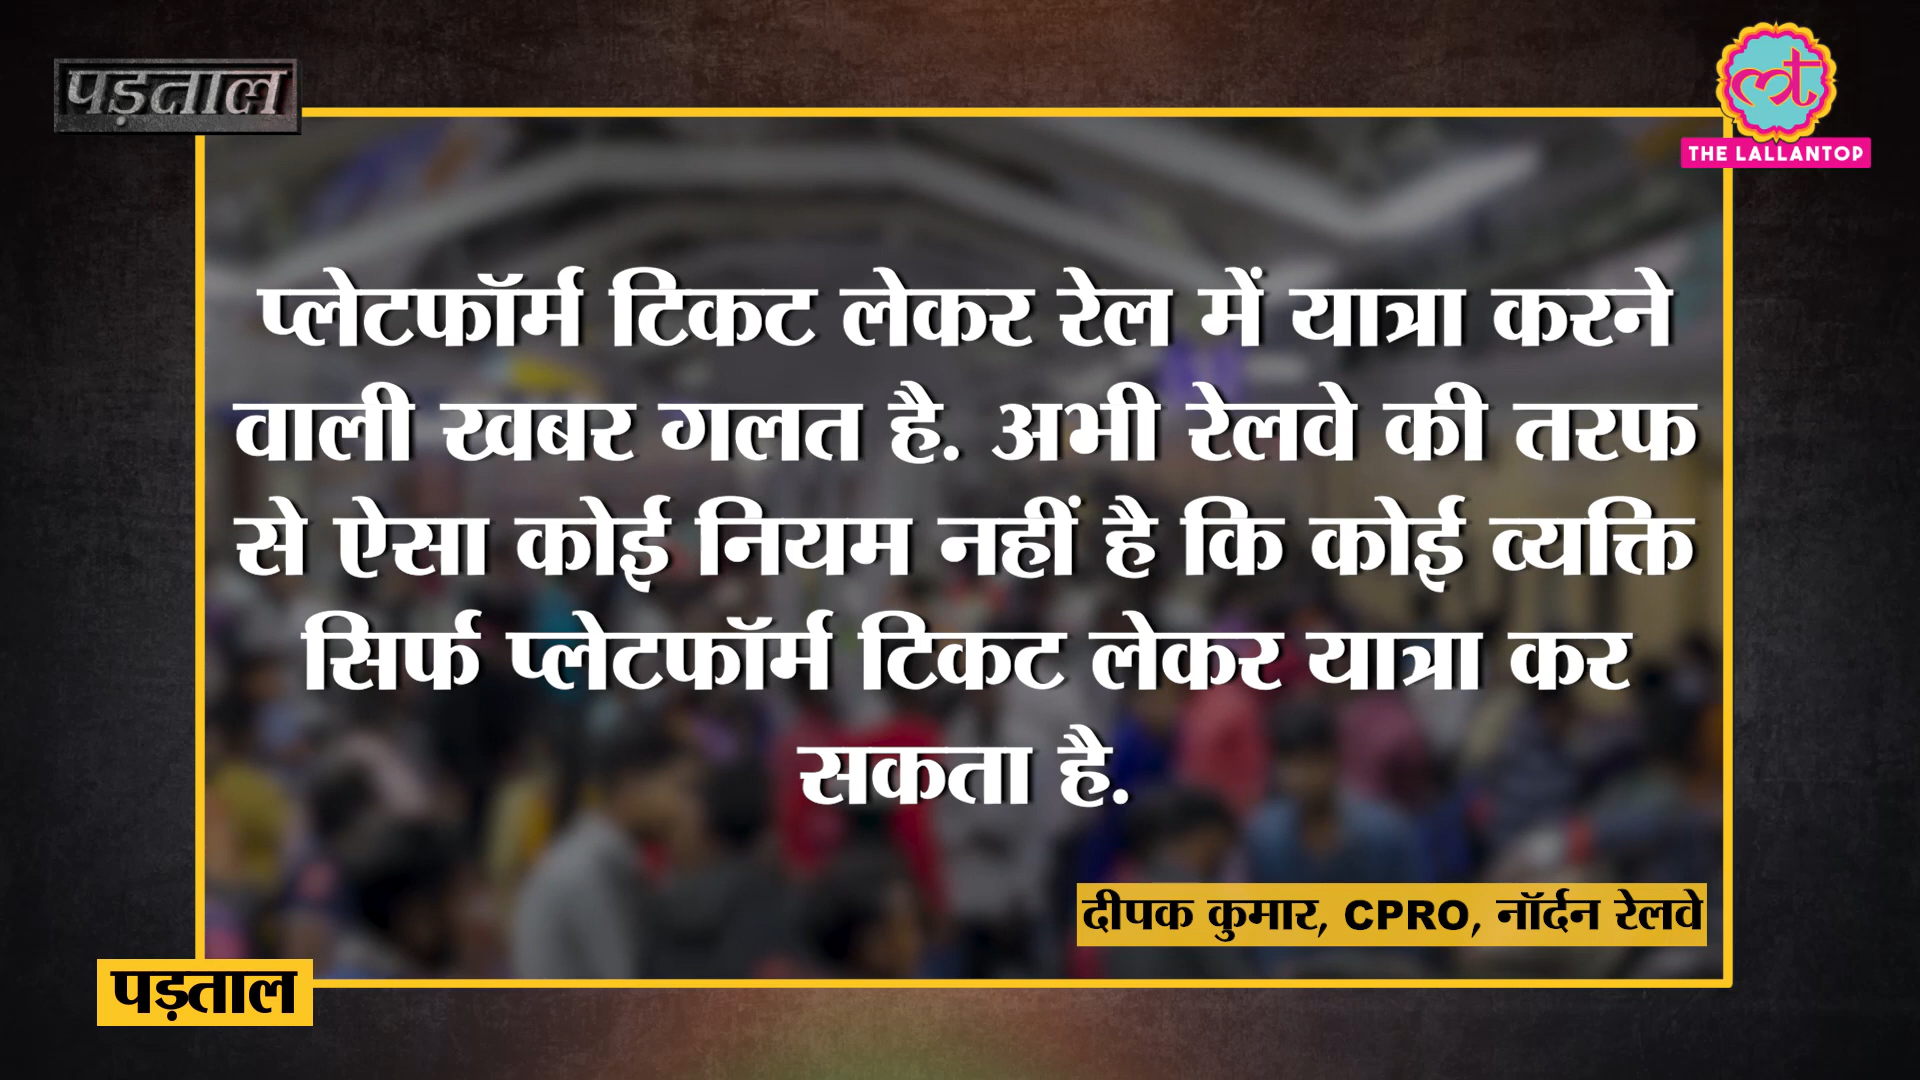 पड़ताल
THE LALLANTOP
प्लेटफॉर्म टिकट लेकर रेल में यात्रा करने
वाली खबर गलत है. अभी रेलवे की तरफ
से ऐसा कोई नियम नहीं है कि कोई व्यक्ति
सिर्फ प्लेटफॉर्म टिकट लेकर यात्रा कर
सकता है.
दीपक कुमार, CPRO, नॉर्दन रेलवे
पड़ताल